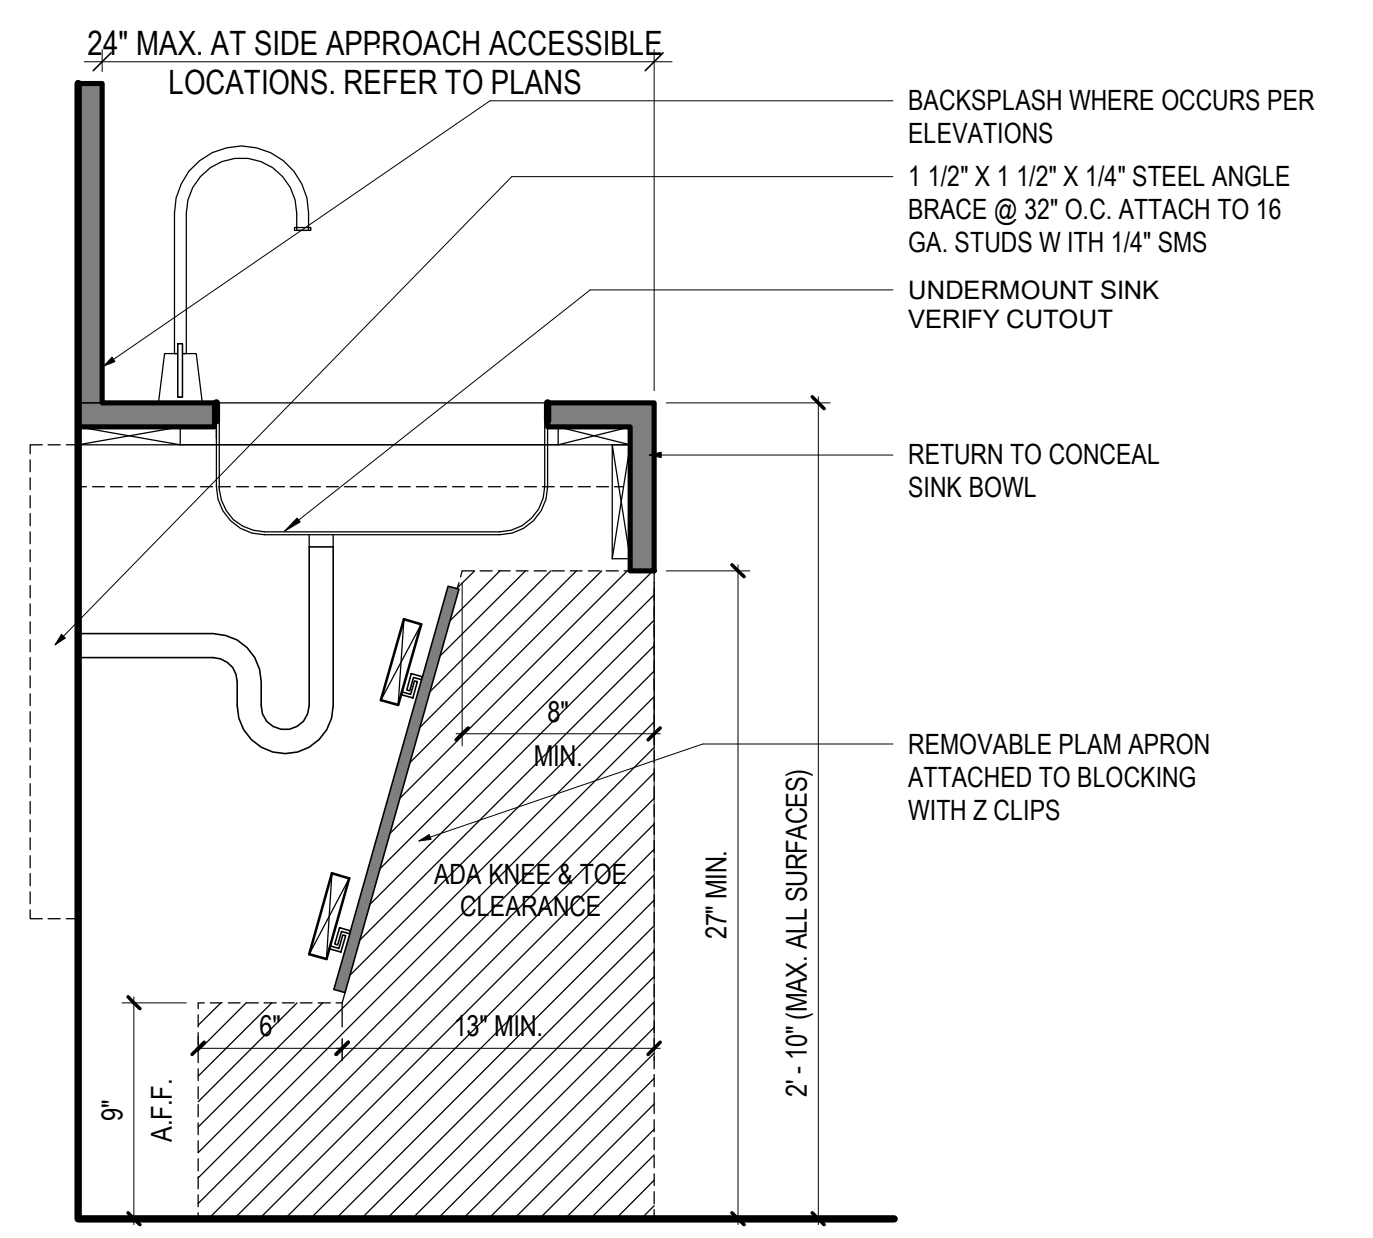 24" MAX. AT SIDE APPROACH ACCESSIBLE
LOCATIONS. REFER TO PLANS
BACKSPLASH WHERE OCCURS PER
ELEVATIONS
1 1/2" X 1 1/2" X 1/4" STEEL ANGLE
BRACE @ 32" O.C. ATTACH TO 16
GA. STUDS W ITH 1/4" SMS
UNDERMOUNT SINK
VERIFY CUTOUT
RETURN TO CONCEAL
SINK BOWL
8"
MIN.
REMOVABLE PLAM APRON
ATTACHED TO BLOCKING
WITH Z CLIPS
ADA KNEE & TOE
CLEARANCE
27" MIN.
2' - 10" (MAX. ALL SURFACES)
6"
13" MIN.
9"
A.F.F.